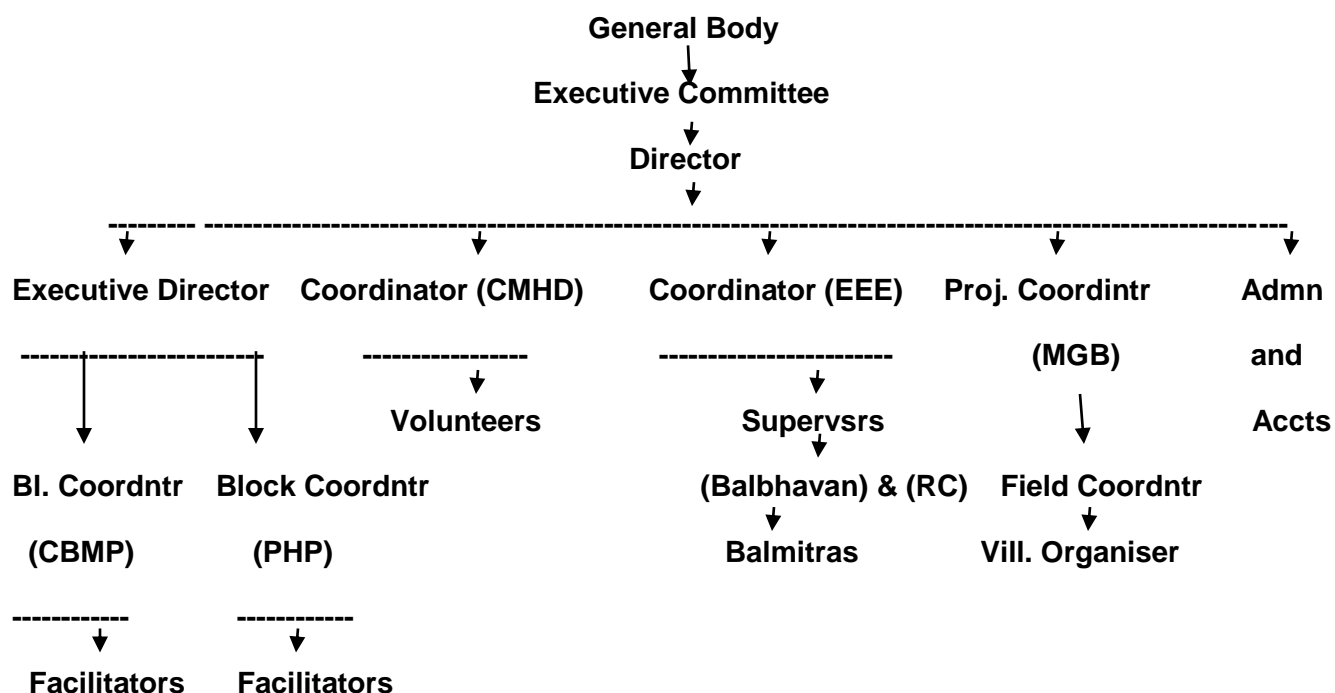 General Body
Executive Committee
Director
Executive Director Coordinator (CMHD) Coordinator (EEE) Proj. Coordintr Admn
(MGB) and
Volunteers Supervsrs Accts
Bl. Coordntr Block Coordntr (Balbhavan) & (RC) Field Coordntr
(CBMP) (PHP) Balmitras Vill. Organiser
Facilitators Facilitators